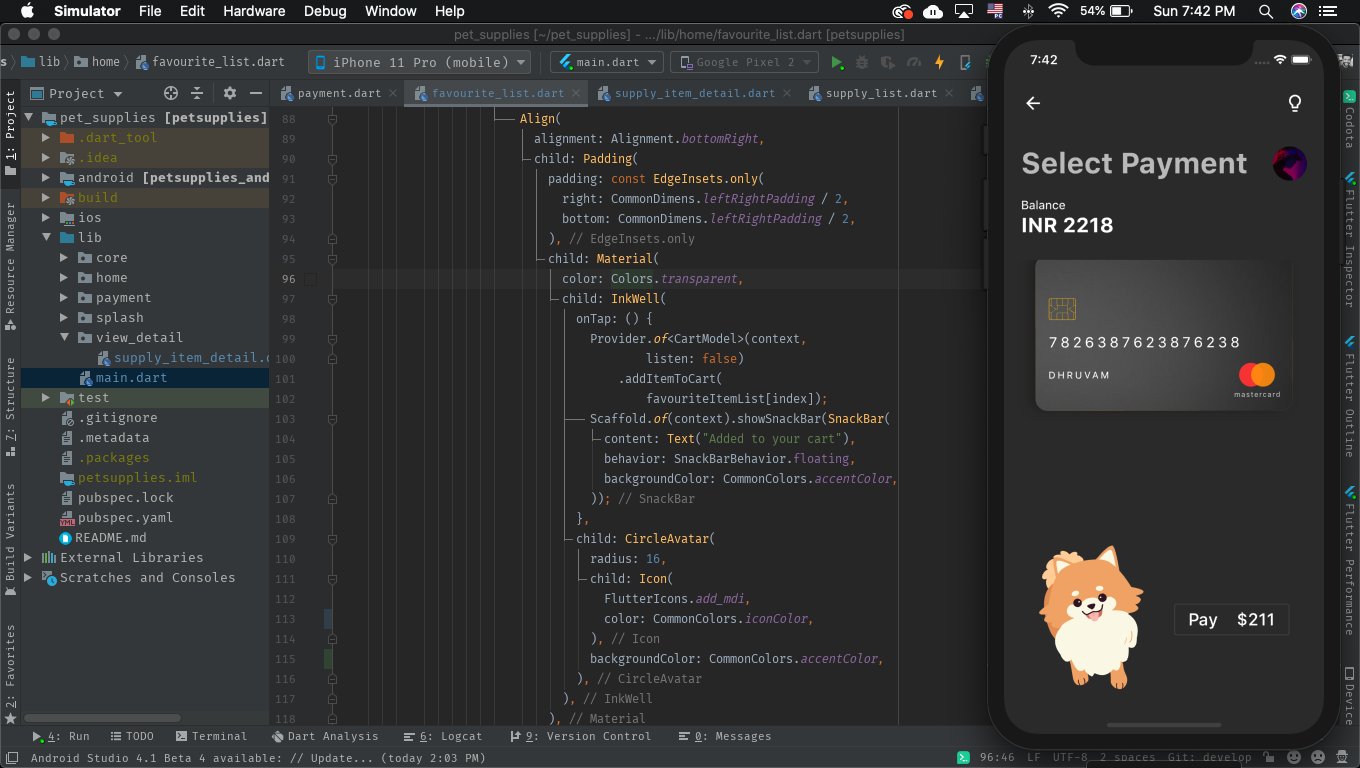 Simulator File Edit Hardware Debug Window Help 54% Sun 7:42 PM
pet_supplies [~/pet_supplies] - .../lib/home/favourite_list.dart [petsupplies]
s lib home favourite_list.dart iPhone 11 Pro (mobile) main.dart Google Pixel 2
Project payment.dart favourite_list.dart supply_item_detail.dart supply_list.dart
pet_supplies [petsupplies]
.dart_tool
.idea
android [petsupplies_and
build
ios
lib
core
home
payment
splash
view_detail
supply_item_detail.d
main.dart
test
.gitignore
.metadata
.packages
petsupplies.iml
pubspec.lock
pubspec.yaml
README.md
External Libraries
Scratches and Consoles
1: Project
Resource Manager
7: Structure
Build Variants
2: Favorites
88 Align(
89 alignment: Alignment.bottomRight,
90 child: Padding(
91 padding: const EdgeInsets.only(
92 right: CommonDimens.leftRightPadding / 2,
93 bottom: CommonDimens.leftRightPadding / 2,
94 ), // EdgeInsets.only
95 child: Material(
96 color: Colors.transparent,
97 child: InkWell(
98 onTap: () {
99 Provider.of<CartModel>(context,
100 listen: false)
101 .addItemToCart(
102 favouriteItemList[index]);
103 Scaffold.of(context).showSnackBar(SnackBar(
104 content: Text("Added to your cart"),
105 behavior: SnackBarBehavior.floating,
106 backgroundColor: CommonColors.accentColor,
107 )); // SnackBar
108 },
109 child: CircleAvatar(
110 radius: 16,
111 child: Icon(
112 FlutterIcons.add_mdi,
113 color: CommonColors.iconColor,
114 ), // Icon
115 backgroundColor: CommonColors.accentColor,
116 ), // CircleAvatar
117 ), // InkWell
118 ), // Material
7:42
Select Payment
Balance
INR 2218
7826387623876238
DHRUVAM
mastercard
Pay $211
Codota
Flutter Inspector
Flutter Outline
Flutter Performance
Device
4: Run TODO Terminal Dart Analysis 6: Logcat 9: Version Control 0: Messages
Android Studio 4.1 Beta 4 available: // Update... (today 2:03 PM) 96:46 LF UTF-8 2 spaces Git: develop